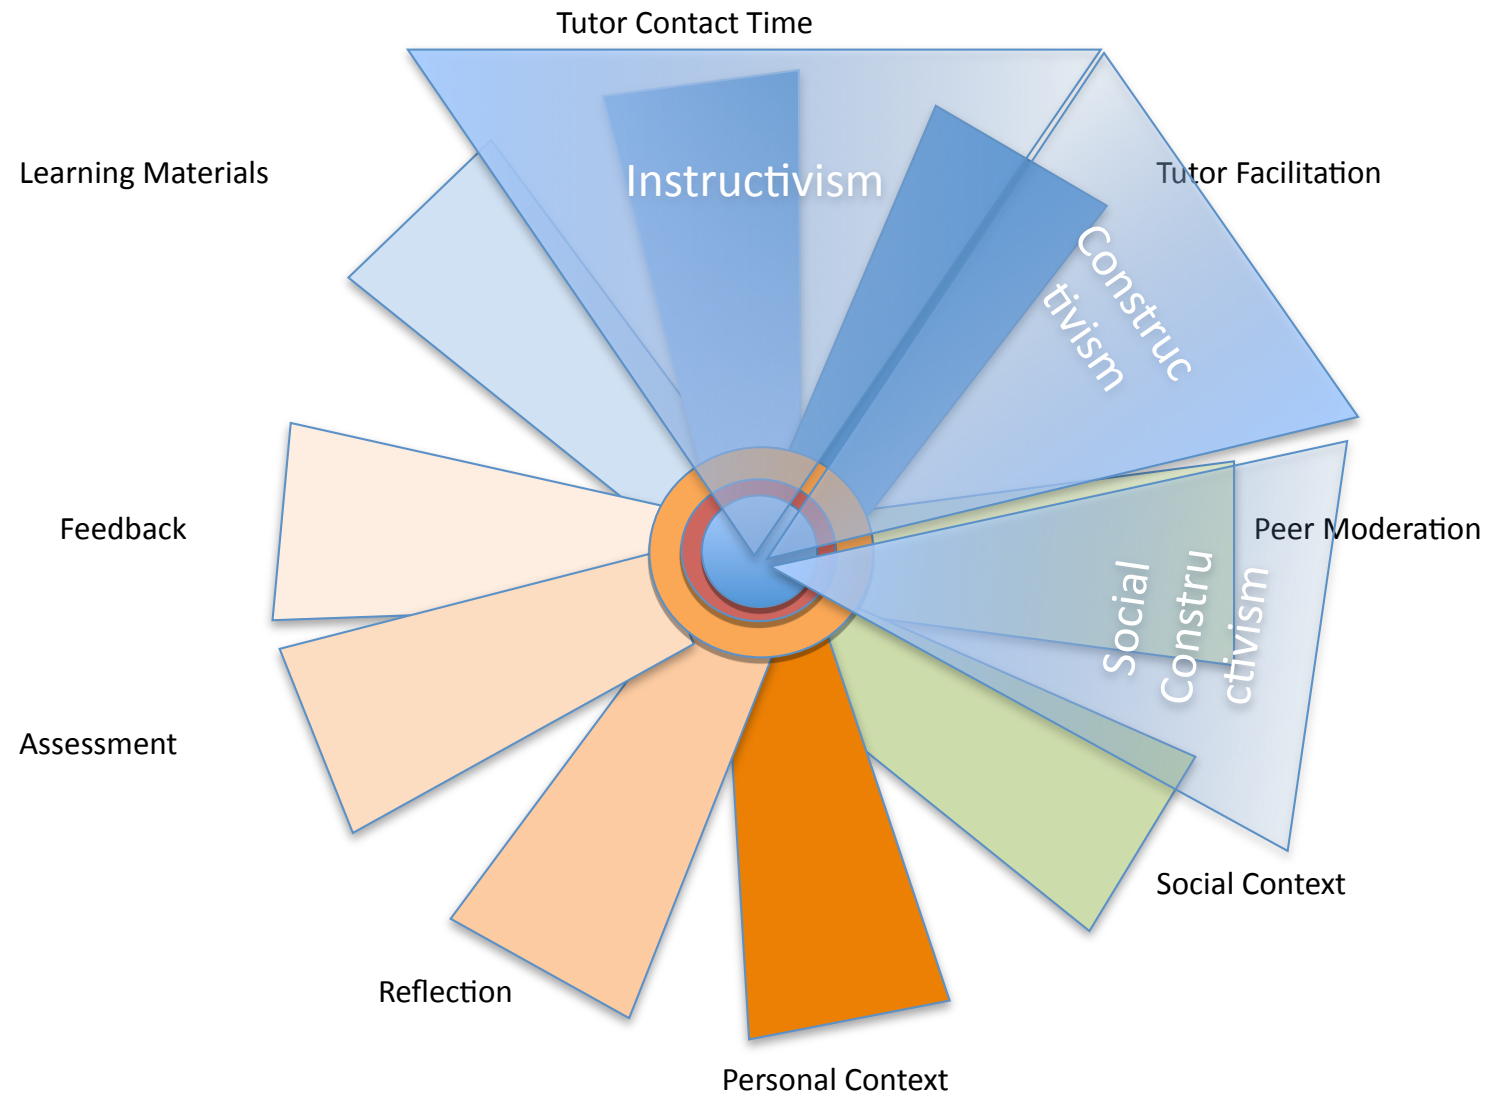 Tutor Contact Time
Learning Materials
Instructivism
Tutor Facilitation
Construc
tivism
Feedback
Peer Moderation
Social
Constru
ctivism
Assessment
Social Context
Reflection
Personal Context